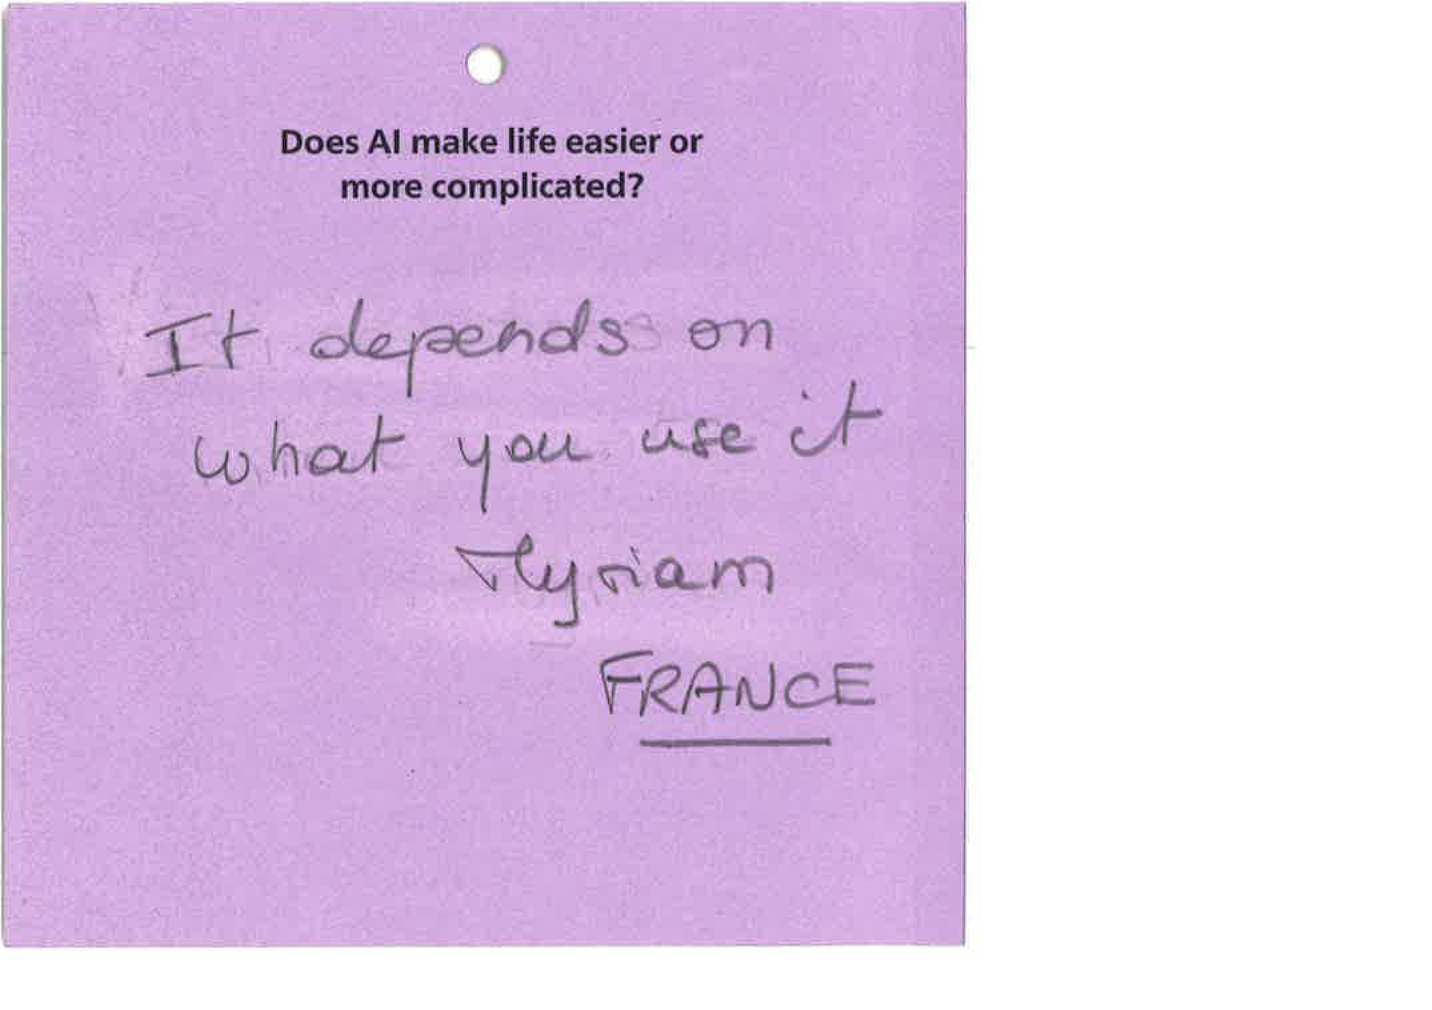 Does AI make life easier or
more complicated?
It depends on
what you use it
Myriam
FRANCE